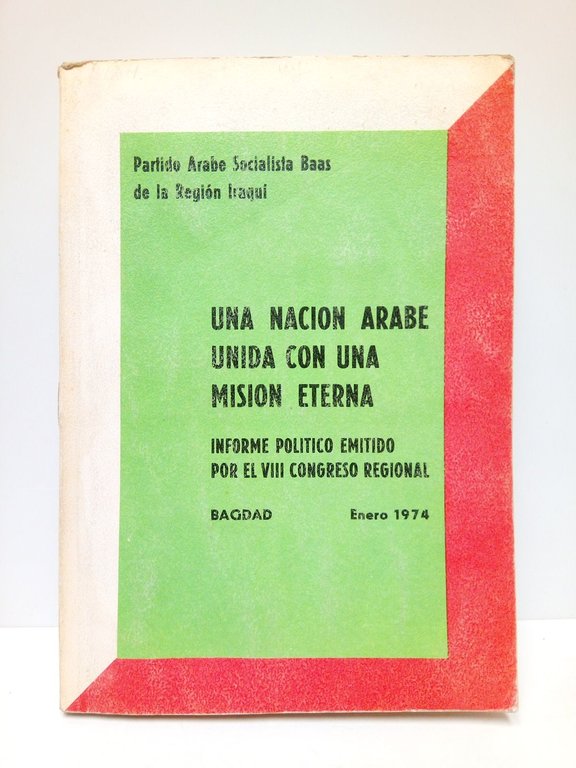 Partido Arabe Socialista Baas
de la Región Iraqui
UNA NACION ARABE
UNIDA CON UNA
MISION ETERNA
INFORME POLITICO EMITIDO
POR EL VIII CONGRESO REGIONAL
BAGDAD Enero 1974